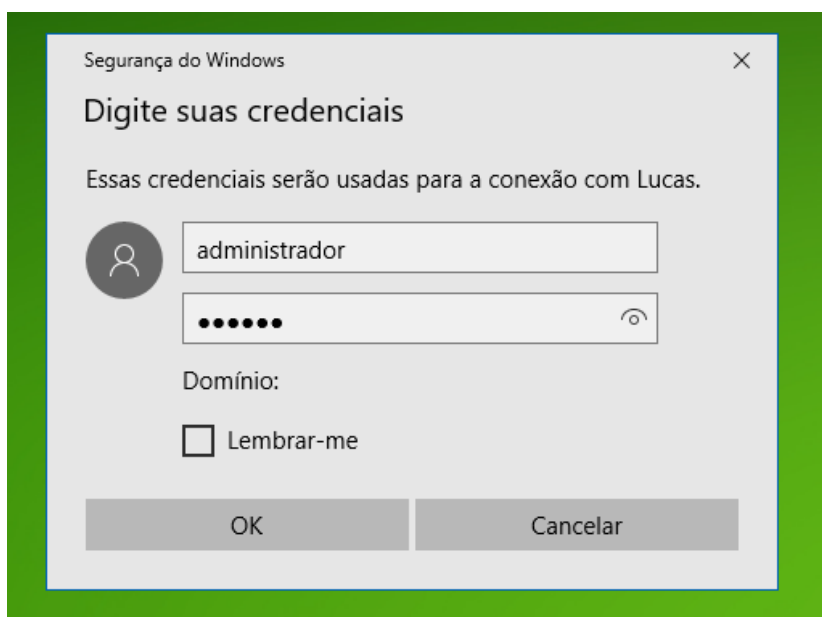 Segurança do Windows
Digite suas credenciais
Essas credenciais serão usadas para a conexão com Lucas.
administrador
••••••
Domínio:
Lembrar-me
OK
Cancelar